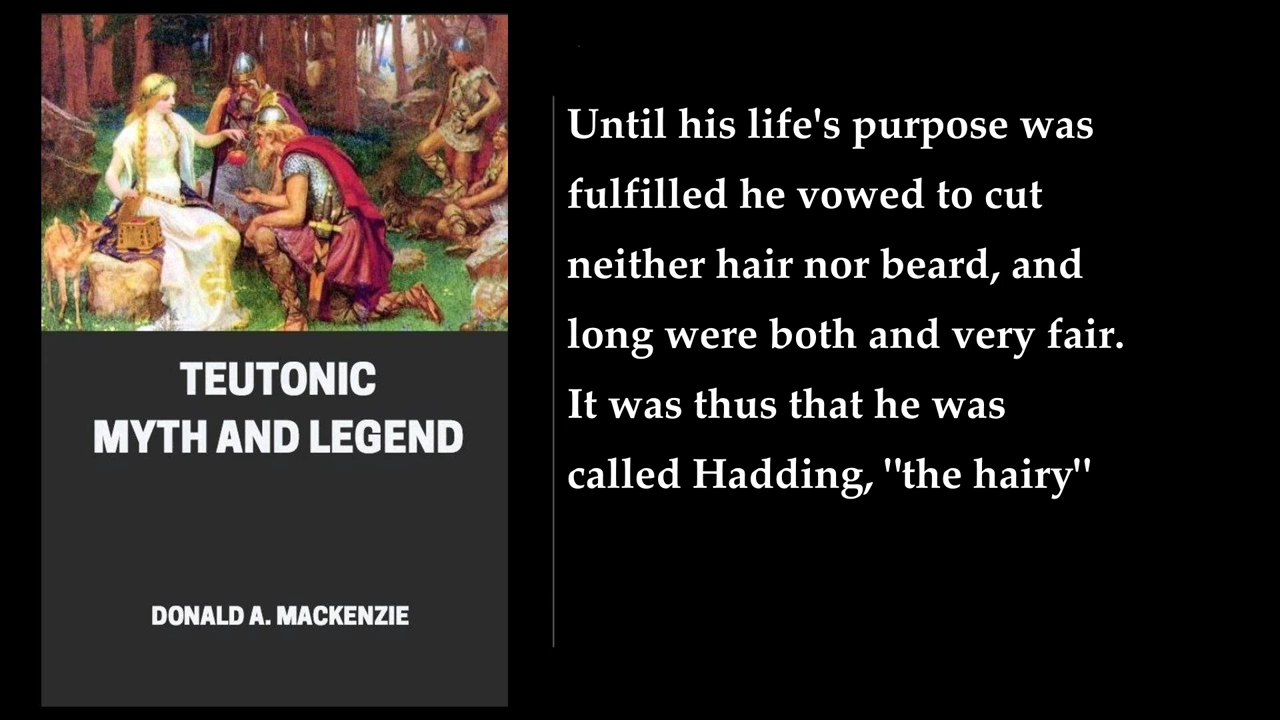 TEUTONIC
MYTH AND LEGEND
DONALD A. MACKENZIE
Until his life's purpose was
fulfilled he vowed to cut
neither hair nor beard, and
long were both and very fair.
It was thus that he was
called Hadding, "the hairy"